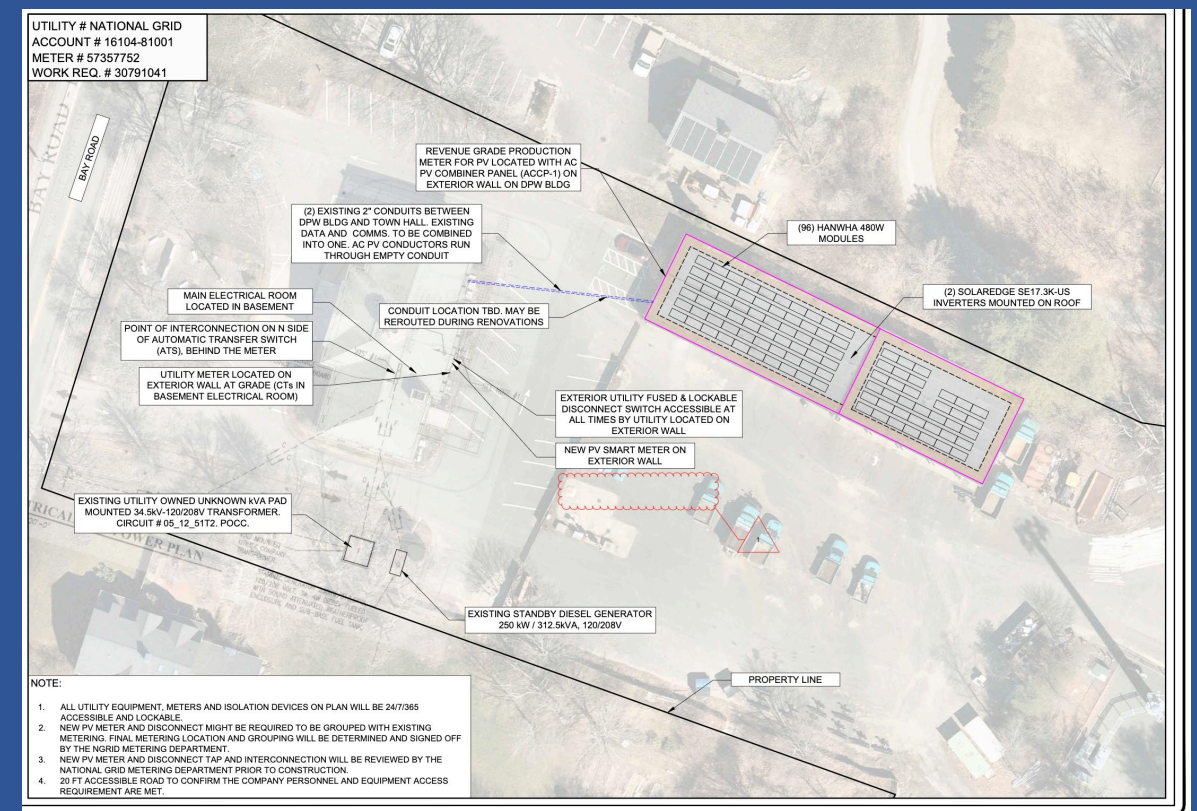 UTILITY # NATIONAL GRID
ACCOUNT # 16104-81001
METER # 57357752
WORK REQ. # 30791041
BAY ROAD
BAY ROAD
REVENUE GRADE PRODUCTION
METER FOR PV LOCATED WITH AC
PV COMBINER PANEL (ACCP-1) ON
EXTERIOR WALL ON DPW BLDG
(2) EXISTING 2" CONDUITS BETWEEN
DPW BLDG AND TOWN HALL. EXISTING
DATA AND COMMS. TO BE COMBINED
INTO ONE. AC PV CONDUCTORS RUN
THROUGH EMPTY CONDUIT
(96) HANWHA 480W
MODULES
(2) SOLAREDGE SE17.3K-US
INVERTERS MOUNTED ON ROOF
MAIN ELECTRICAL ROOM
LOCATED IN BASEMENT
CONDUIT LOCATION TBD. MAY BE
REROUTED DURING RENOVATIONS
POINT OF INTERCONNECTION ON N SIDE
OF AUTOMATIC TRANSFER SWITCH
(ATS), BEHIND THE METER
UTILITY METER LOCATED ON
EXTERIOR WALL AT GRADE (CTs IN
BASEMENT ELECTRICAL ROOM)
EXTERIOR UTILITY FUSED & LOCKABLE
DISCONNECT SWITCH ACCESSIBLE AT
ALL TIMES BY UTILITY LOCATED ON
EXTERIOR WALL
NEW PV SMART METER ON
EXTERIOR WALL
EXISTING UTILITY OWNED UNKNOWN kVA PAD
MOUNTED 34.5kV-120/208V TRANSFORMER.
CIRCUIT # 05_12_51T2. POCC.
1
POWER PLAN
EXISTING STANDBY DIESEL GENERATOR
250 kW / 312.5kVA, 120/208V
PROPERTY LINE
NOTE:
1. ALL UTILITY EQUIPMENT, METERS AND ISOLATION DEVICES ON PLAN WILL BE 24/7/365
ACCESSIBLE AND LOCKABLE.
2. NEW PV METER AND DISCONNECT MIGHT BE REQUIRED TO BE GROUPED WITH EXISTING
METERING. FINAL METERING LOCATION AND GROUPING WILL BE DETERMINED AND SIGNED OFF
BY THE NGRID METERING DEPARTMENT.
3. NEW PV METER AND DISCONNECT TAP AND INTERCONNECTION WILL BE REVIEWED BY THE
NATIONAL GRID METERING DEPARTMENT PRIOR TO CONSTRUCTION.
4. 20 FT ACCESSIBLE ROAD TO CONFIRM THE COMPANY PERSONNEL AND EQUIPMENT ACCESS
REQUIREMENT ARE MET.